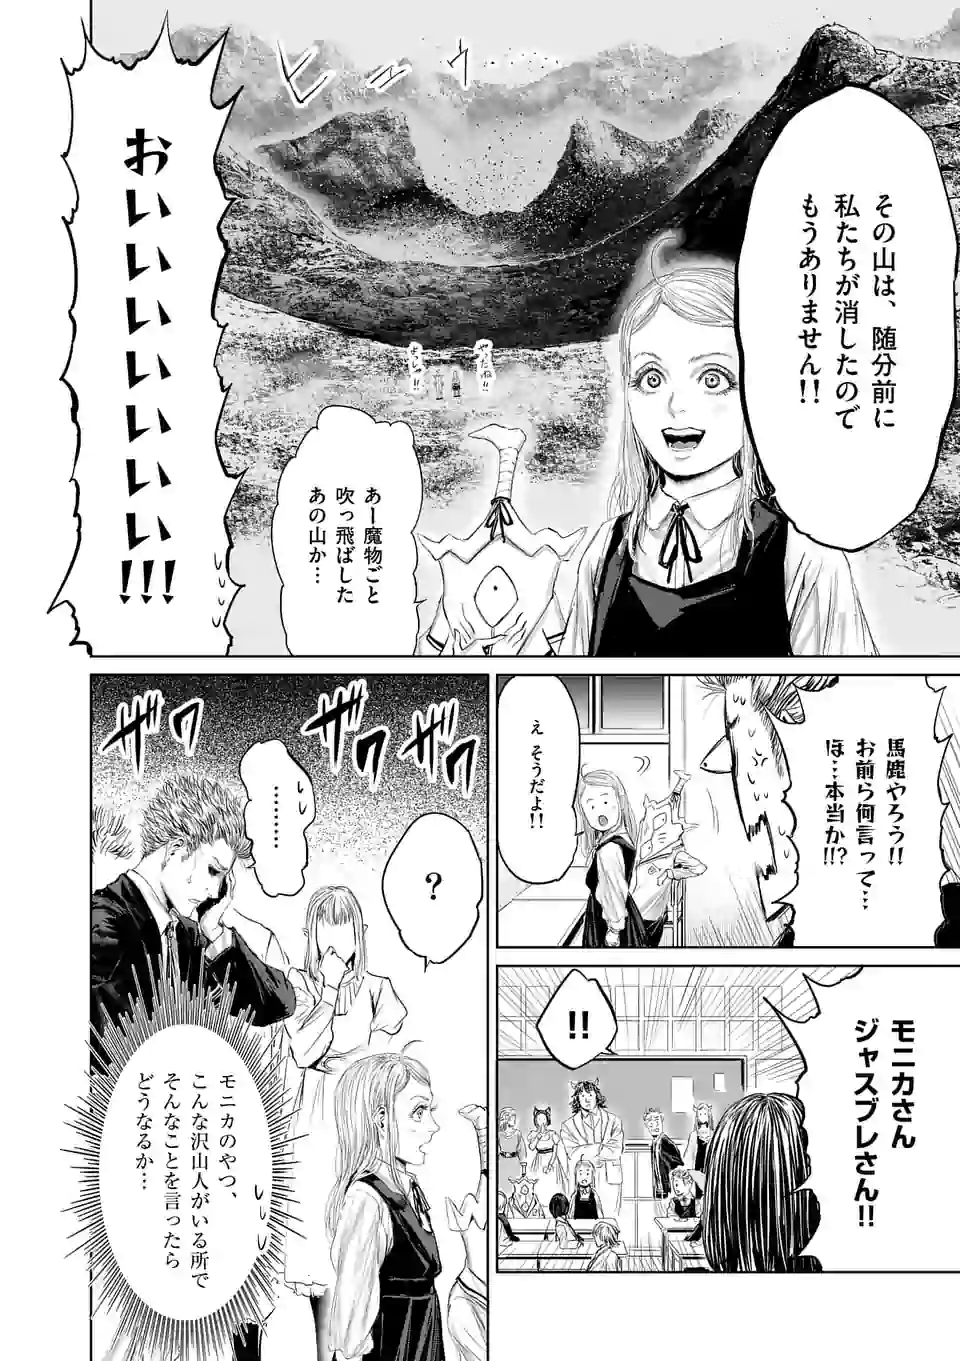 その山は、随分前に
私たちが消したので
もうありません!!
ヒュウ…
やったね!!
あー魔物ごと
吹っ飛ばした
あの山か…
おいいいいいいい!!!
馬鹿やろう!!
お前ら何言って…
ほ…本当か!!?
え そうだよ!!
モニカさん
ジャスブレさん!!
!!
ザワ
ザワ
ザワ
?
………
モニカのやつ、
こんな沢山人がいる所で
そんなことを言ったら
どうなるか…